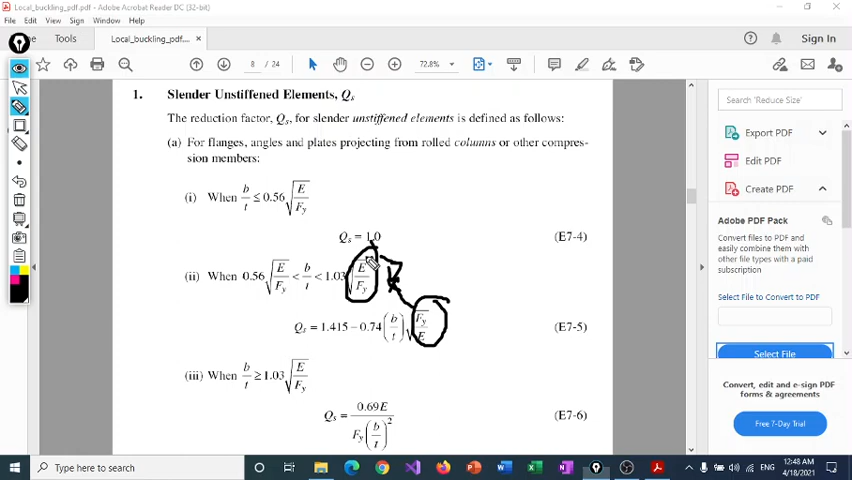 Local_buckling_pdf.pdf - Adobe Acrobat Reader DC (32-bit)
File Edit View Sign Window Help
Tools
Local_buckling_pdf.... ×
Sign In
8 / 24
72.8%
1. Slender Unstiffened Elements, Qs
The reduction factor, Qs, for slender unstiffened elements is defined as follows:
(a) For flanges, angles and plates projecting from rolled columns or other compres-
sion members:
(i) When b/t ≤ 0.56 √(E/Fy)
Qs = 1.0 (E7-4)
(ii) When 0.56 √(E/Fy) < b/t < 1.03 √(E/Fy)
Qs = 1.415 − 0.74 (b/t) √(Fy/E) (E7-5)
(iii) When b/t ≥ 1.03 √(E/Fy)
Qs = 0.69E / Fy (b/t)² (E7-6)
Search 'Reduce Size'
Export PDF
Edit PDF
Create PDF
Adobe PDF Pack
Convert files to PDF and
easily combine them with
other file types with a paid
subscription
Select File to Convert to PDF
Select File
Convert, edit and e-sign PDF
forms & agreements
Free 7-Day Trial
Type here to search
ENG
12:48 AM
4/18/2021